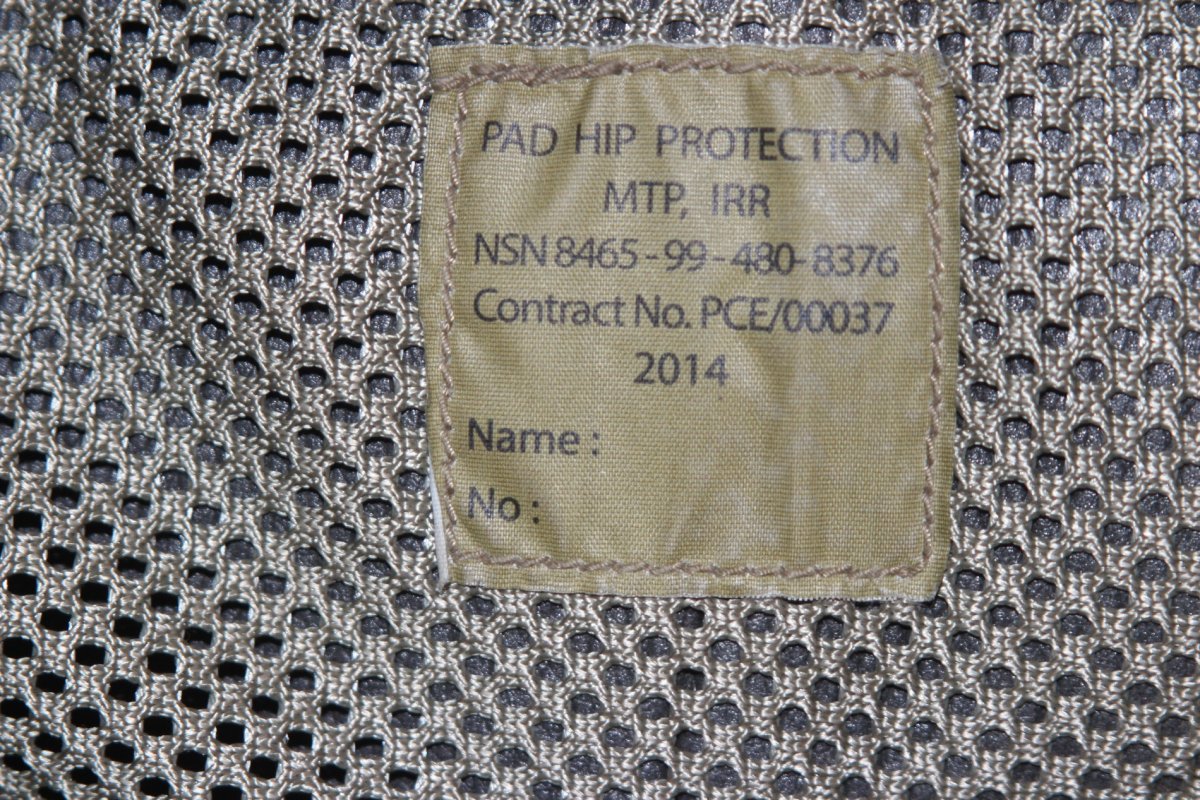 PAD HIP PROTECTION
MTP, IRR
NSN 8465-99-480-8376
Contract No. PCE/00037
2014
Name :
No :